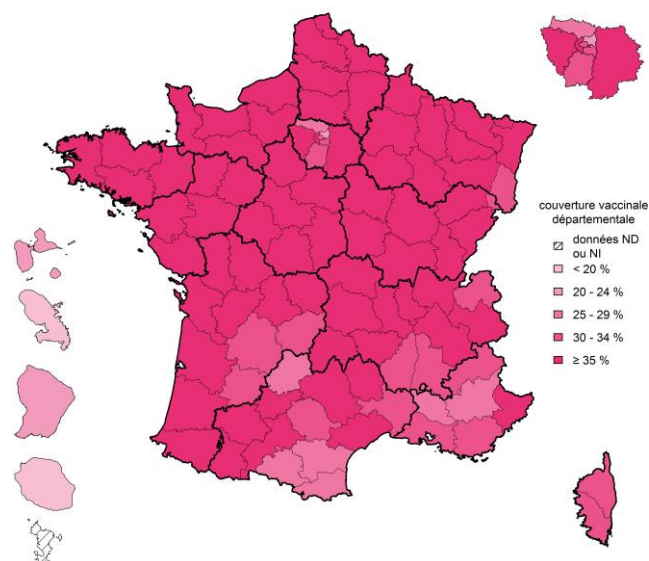 couverture vaccinale
départementale
données ND
ou NI
< 20 %
20 - 24 %
25 - 29 %
30 - 34 %
≥ 35 %